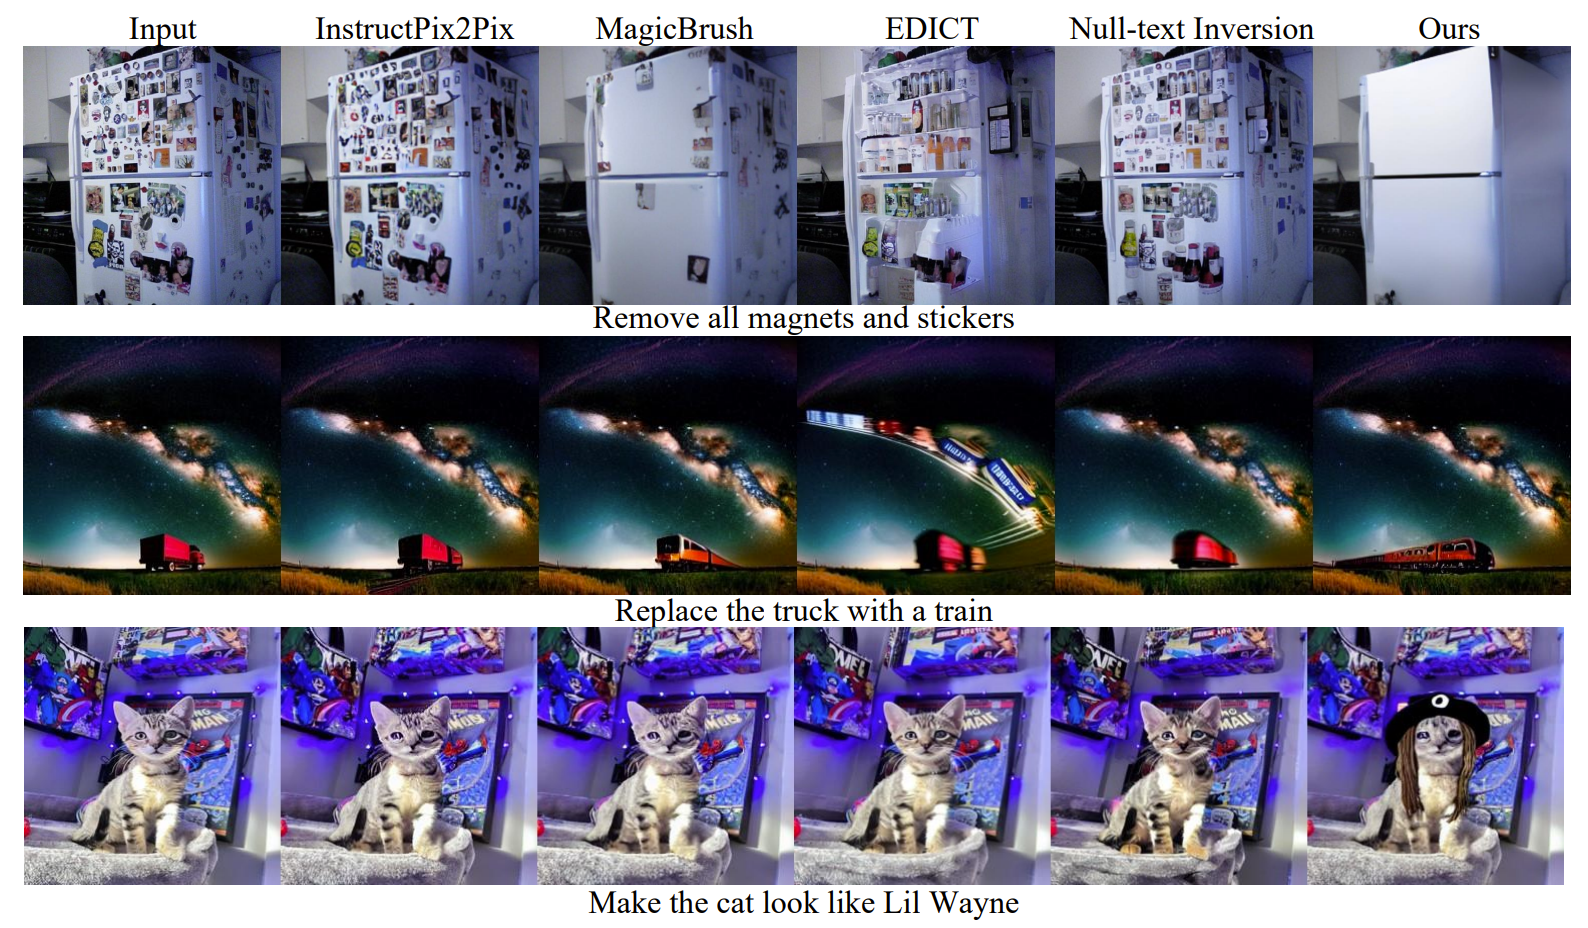 Input InstructPix2Pix MagicBrush EDICT Null-text Inversion Ours
Remove all magnets and stickers
Replace the truck with a train
Make the cat look like Lil Wayne